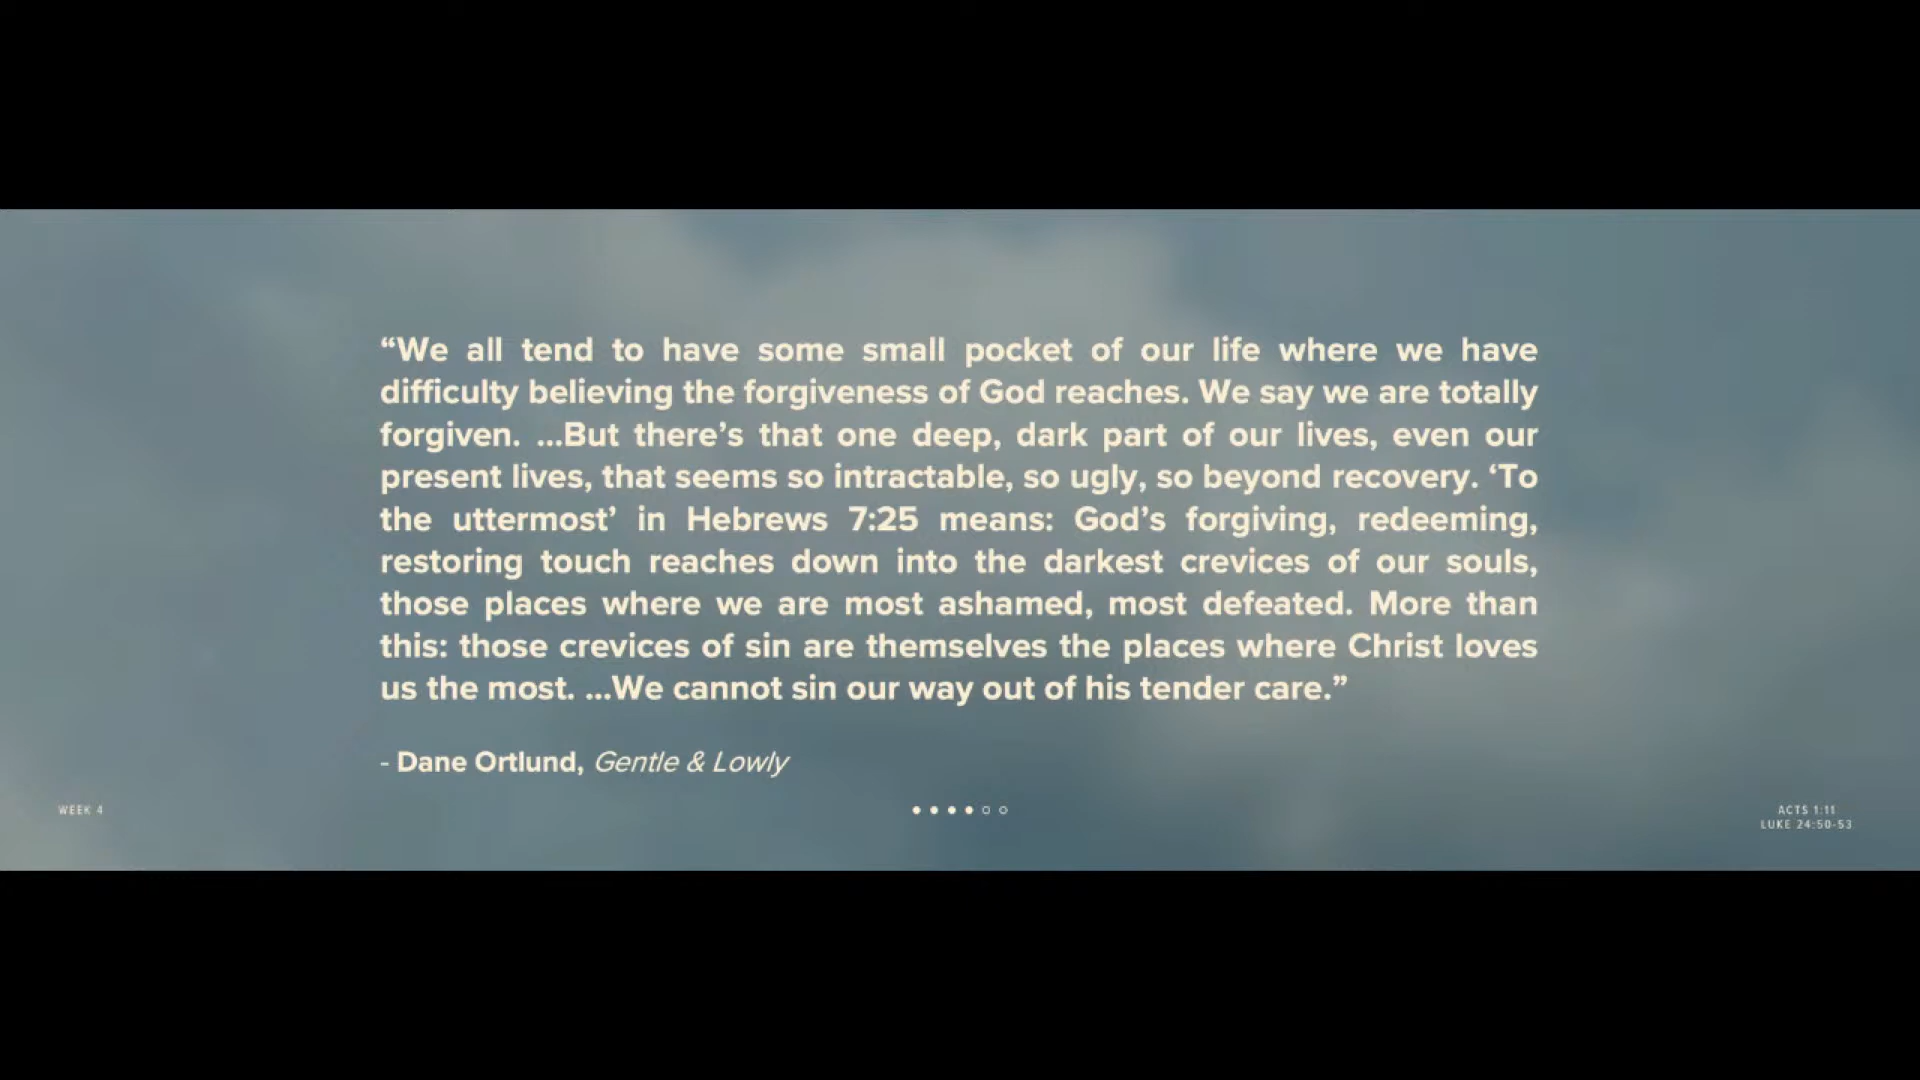 “We all tend to have some small pocket of our life where we have
difficulty believing the forgiveness of God reaches. We say we are totally
forgiven. ...But there’s that one deep, dark part of our lives, even our
present lives, that seems so intractable, so ugly, so beyond recovery. ‘To
the uttermost’ in Hebrews 7:25 means: God’s forgiving, redeeming,
restoring touch reaches down into the darkest crevices of our souls,
those places where we are most ashamed, most defeated. More than
this: those crevices of sin are themselves the places where Christ loves
us the most. ...We cannot sin our way out of his tender care.”
- Dane Ortlund, Gentle & Lowly
WEEK 4
ACTS 1:11
LUKE 24:50-53